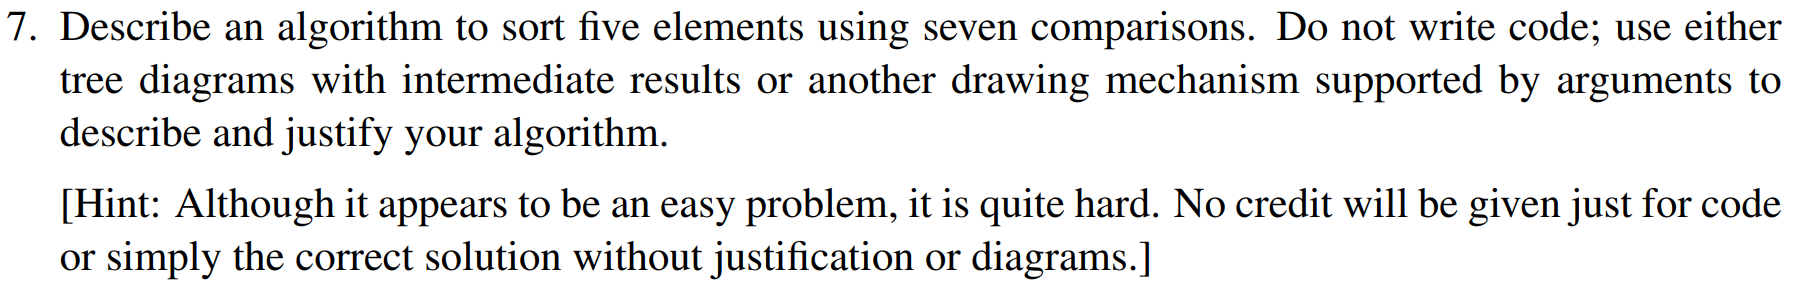 7. Describe an algorithm to sort five elements using seven comparisons. Do not write code; use either
tree diagrams with intermediate results or another drawing mechanism supported by arguments to
describe and justify your algorithm.
[Hint: Although it appears to be an easy problem, it is quite hard. No credit will be given just for code
or simply the correct solution without justification or diagrams.]